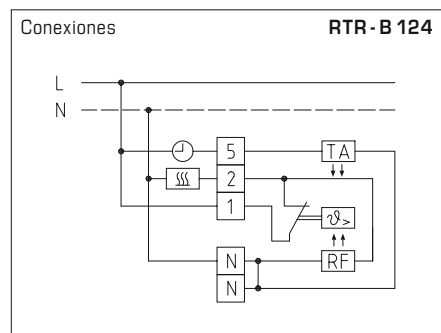 Conexiones RTR-B 124
L
N
5 TA
2
1 ϑ>
N RF
N